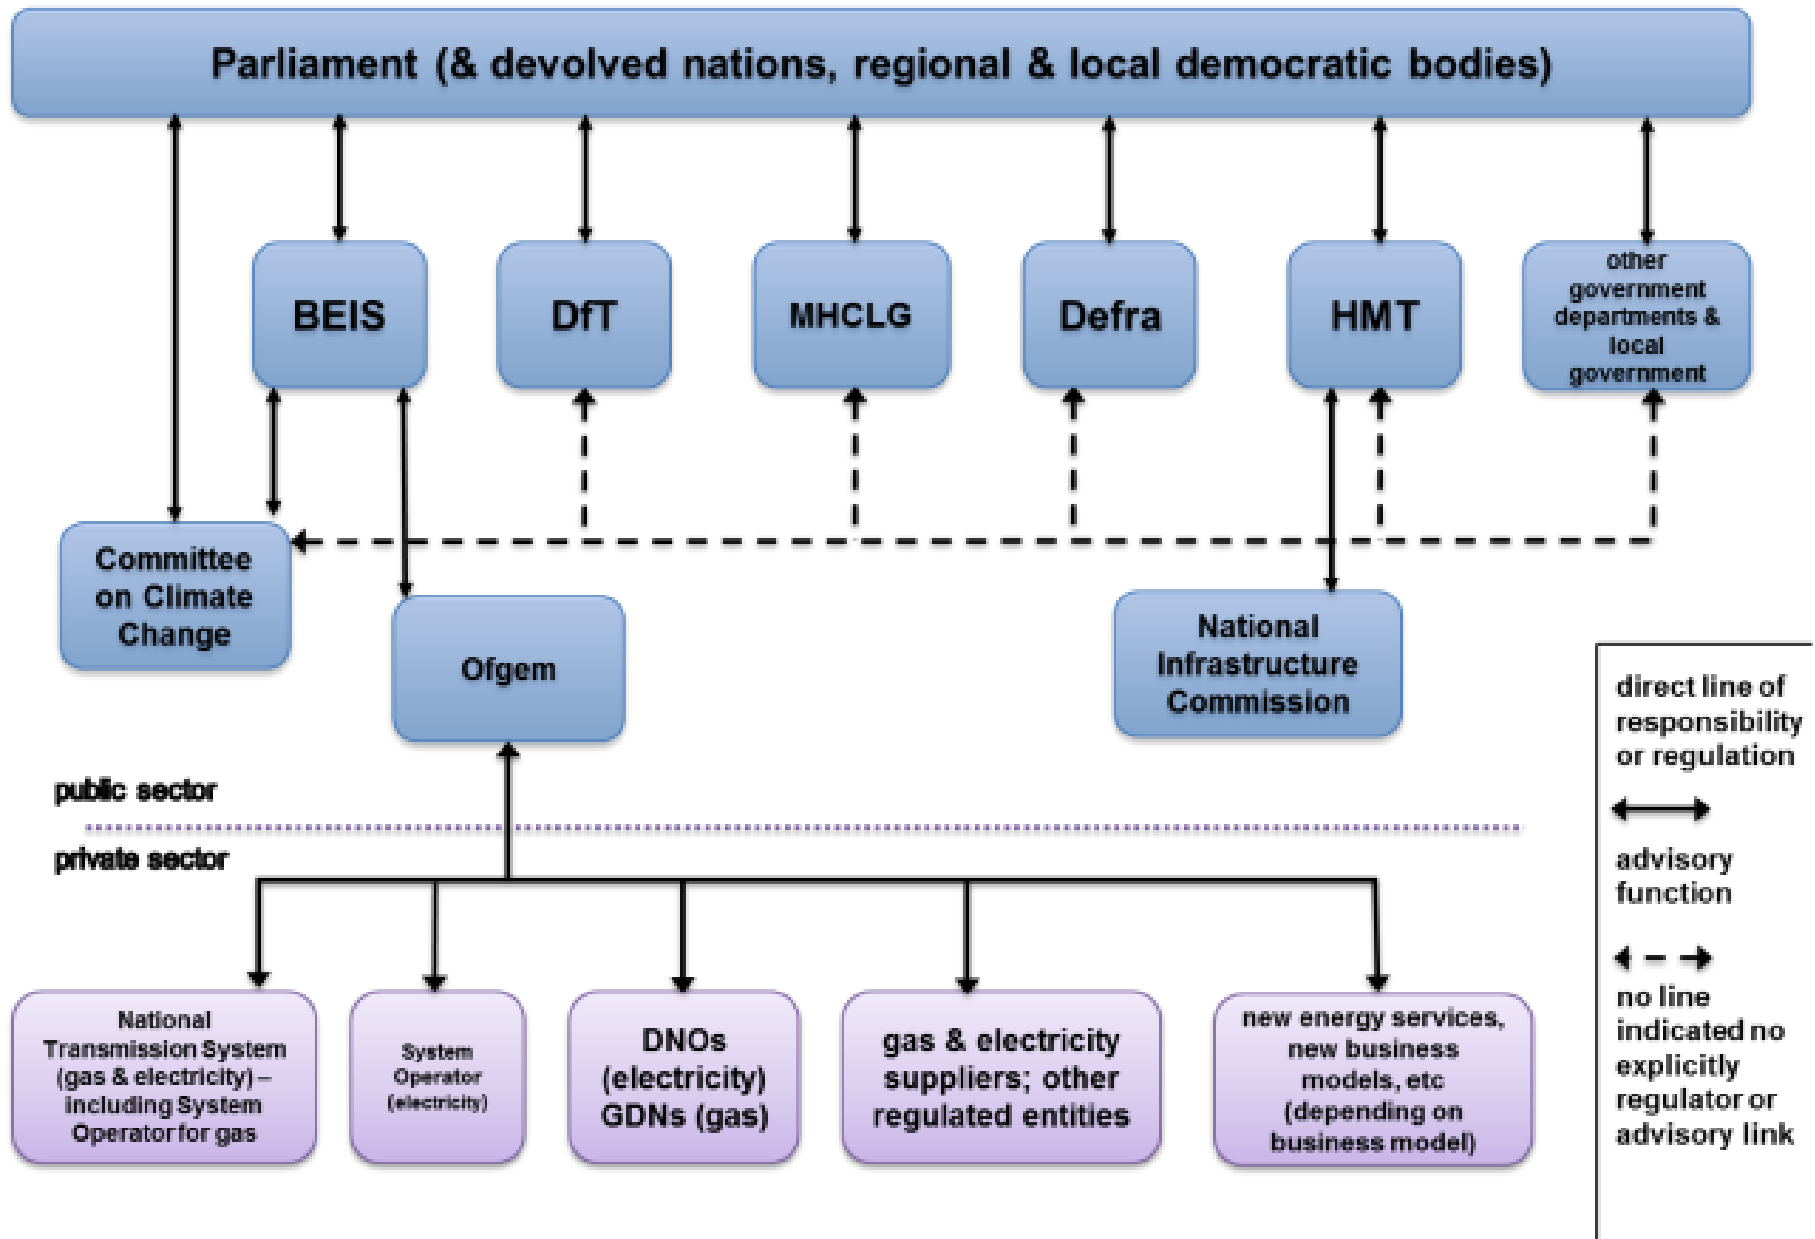 Parliament (& devolved nations, regional & local democratic bodies)
BEIS
DfT
MHCLG
Defra
HMT
other
government
departments &
local
government
Committee
on Climate
Change
Ofgem
National
Infrastructure
Commission
public sector
private sector
National
Transmission System
(gas & electricity) –
including System
Operator for gas
System
Operator
(electricity)
DNOs
(electricity)
GDNs (gas)
gas & electricity
suppliers; other
regulated entities
new energy services,
new business
models, etc
(depending on
business model)
direct line of
responsibility
or regulation
advisory
function
no line
indicated no
explicitly
regulator or
advisory link